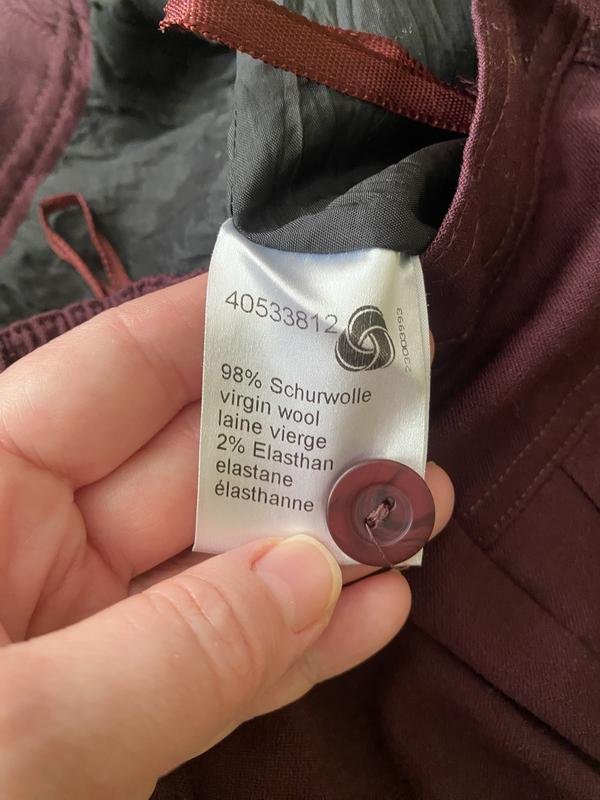 40533812
98% Schurwolle
virgin wool
laine vierge
2% Elasthan
elastane
élasthanne